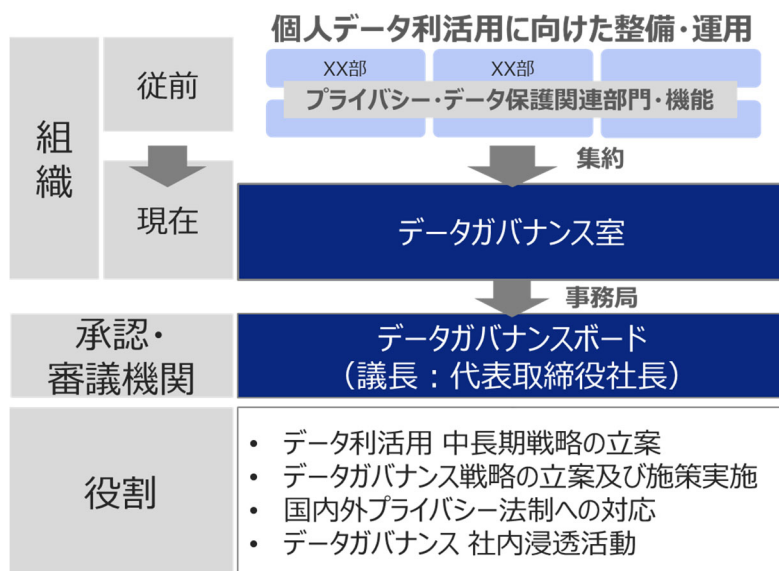 個人データ利活用に向けた整備・運用
組織
従前
XX部
XX部
プライバシー・データ保護関連部門・機能
集約
現在
データガバナンス室
事務局
承認・
審議機関
データガバナンスボード
（議長：代表取締役社長）
役割
• データ利活用 中長期戦略の立案
• データガバナンス戦略の立案及び施策実施
• 国内外プライバシー法制への対応
• データガバナンス 社内浸透活動